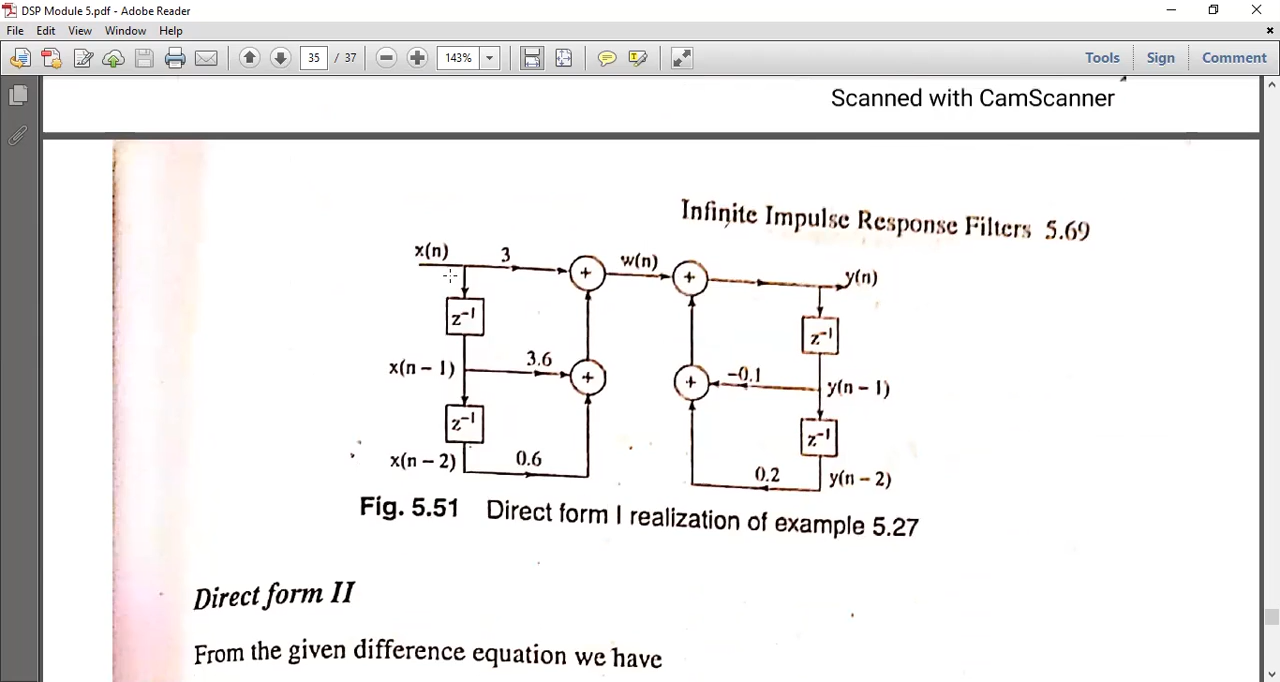 DSP Module 5.pdf - Adobe Reader
File Edit View Window Help
35 / 37 143% Tools Sign Comment
Scanned with CamScanner
Infinite Impulse Response Filters 5.69
x(n) 3 + w(n) + y(n)
z⁻¹ z⁻¹
x(n – 1) 3.6 + + –0.1 y(n – 1)
z⁻¹ z⁻¹
x(n – 2) 0.6 0.2 y(n – 2)
Fig. 5.51 Direct form I realization of example 5.27
Direct form II
From the given difference equation we have